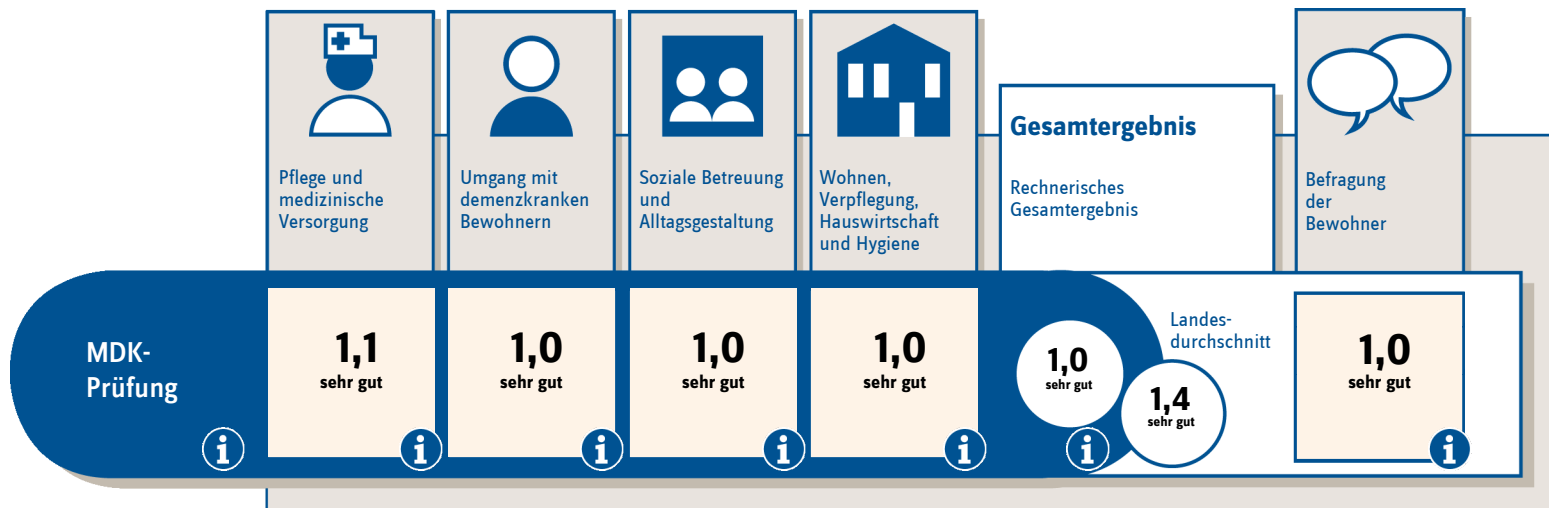 Pflege und
medizinische
Versorgung
Umgang mit
demenzkranken
Bewohnern
Soziale Betreuung
und
Alltagsgestaltung
Wohnen,
Verpflegung,
Hauswirtschaft
und Hygiene
Gesamtergebnis
Rechnerisches
Gesamtergebnis
Befragung
der
Bewohner
MDK-
Prüfung
i
1,1
sehr gut
i
1,0
sehr gut
i
1,0
sehr gut
i
1,0
sehr gut
i
1,0
sehr gut
i
Landes-
durchschnitt
1,4
sehr gut
1,0
sehr gut
i